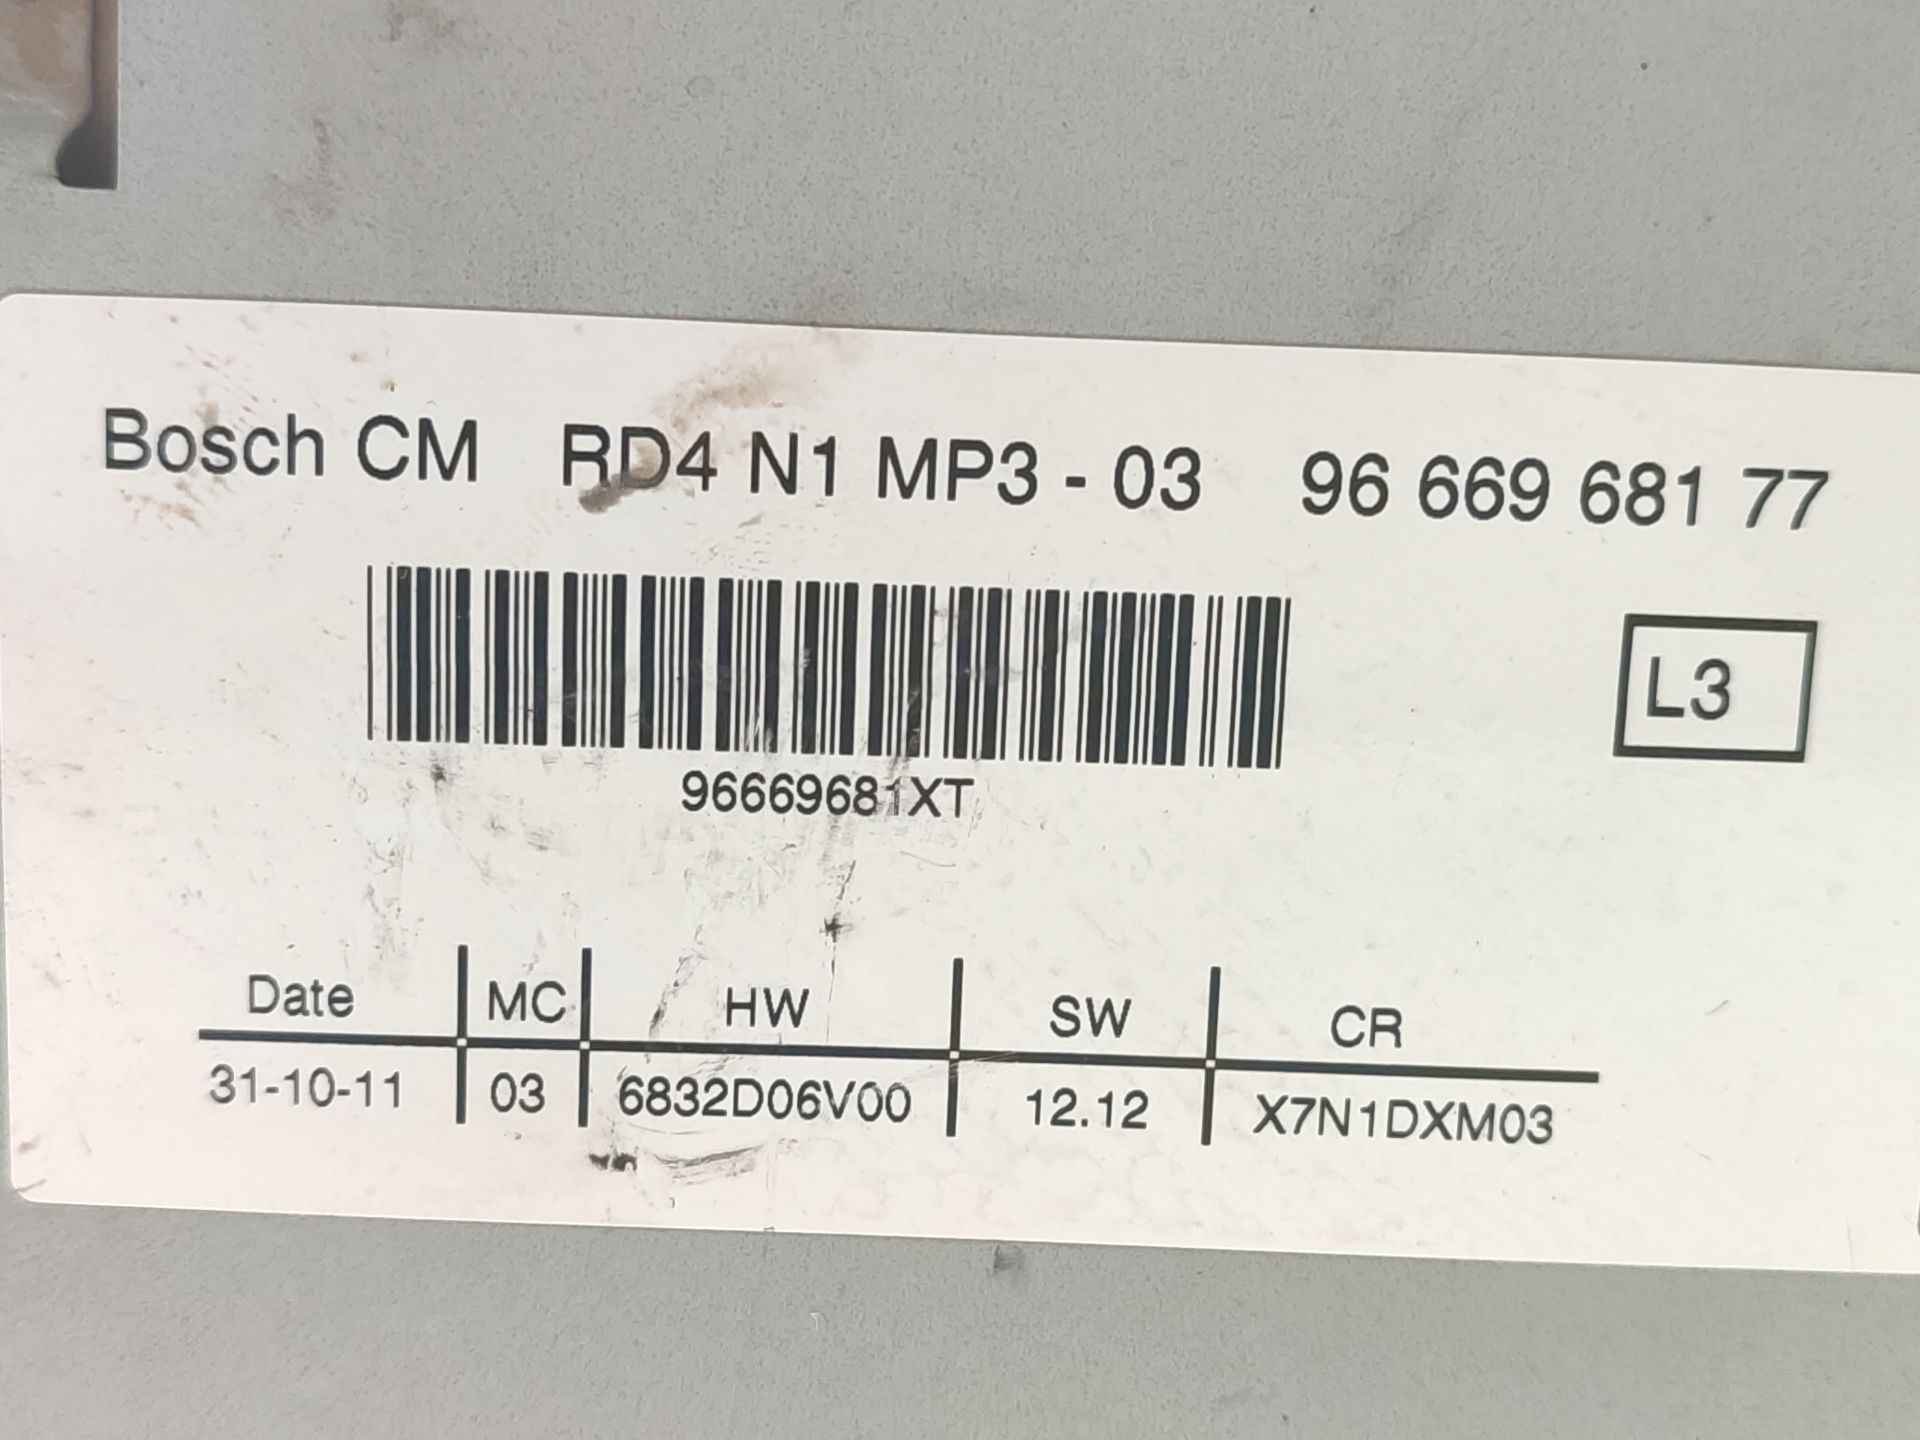 Bosch CM RD4 N1 MP3 - 03 96 669 681 77
L3
96669681XT
Date MC HW SW CR
31-10-11 03 6832D06V00 12.12 X7N1DXM03